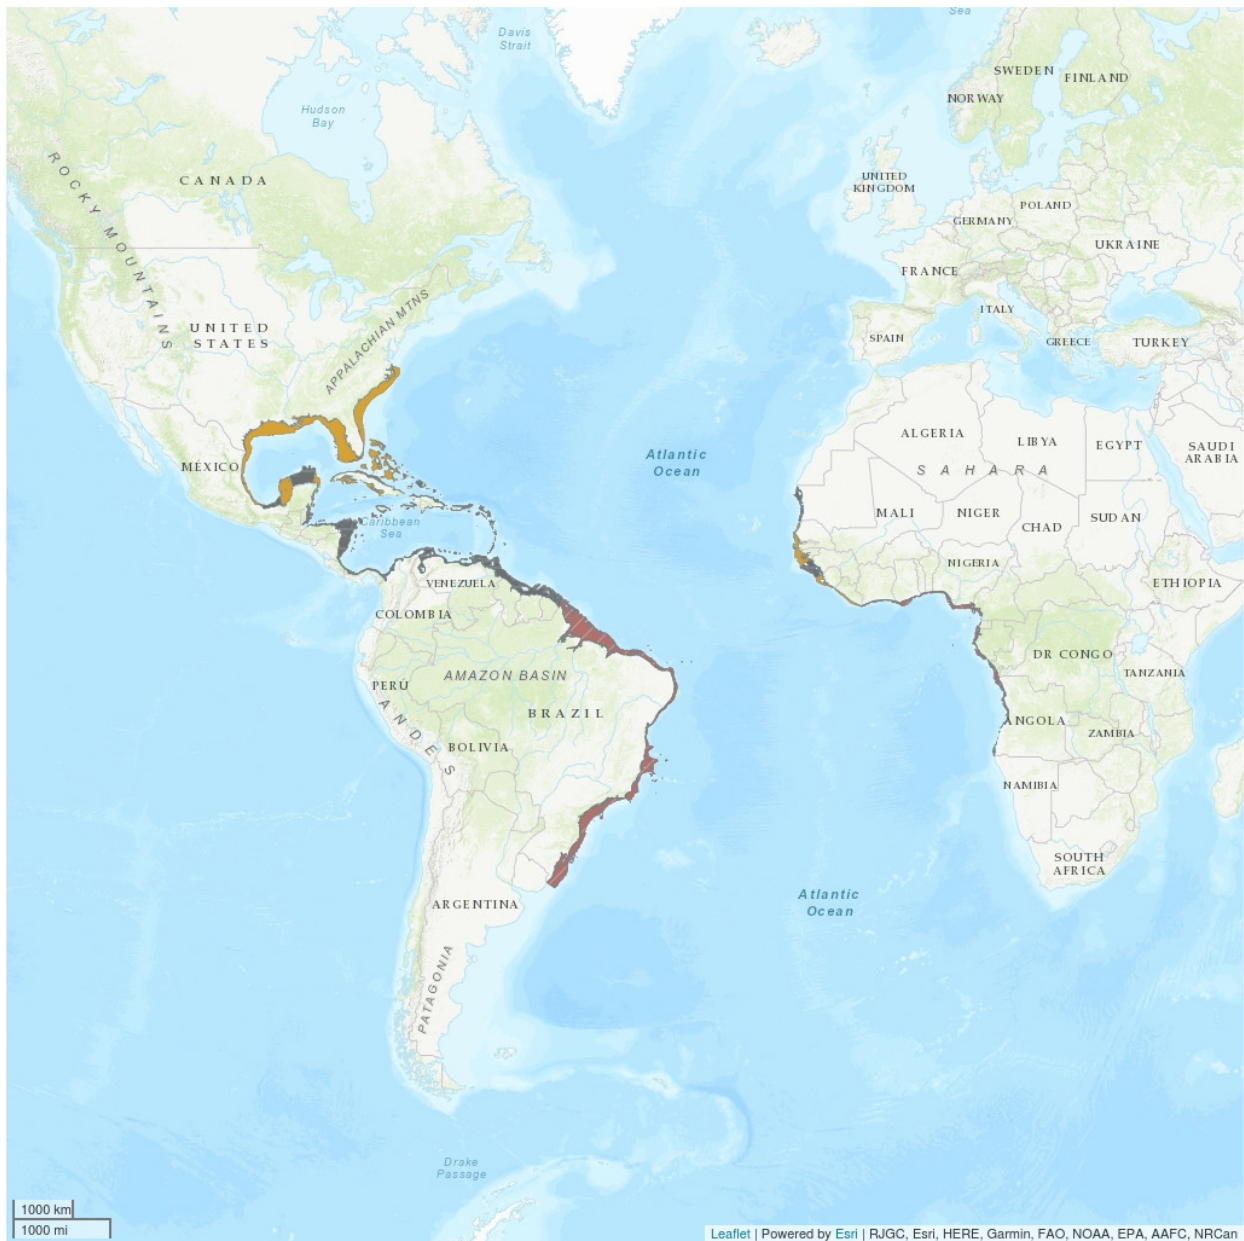 Sea
Davis
Strait
Hudson
Bay
SWEDEN
FINLAND
NORWAY
ROCKY MOUNTAINS
CANADA
UNITED
KINGDOM
POLAND
GERMANY
UKRAINE
FRANCE
ITALY
SPAIN
GREECE
TURKEY
UNITED
STATES
APPALACHIAN MTNS
ALGERIA
LIBYA
EGYPT
SAUDI
ARABIA
Atlantic
Ocean
MÉXICO
SAHARA
MALI
NIGER
CHAD
SUDAN
Caribbean
Sea
NIGERIA
ETHIOPIA
VENEZUELA
COLOMBIA
DR CONGO
TANZANIA
AMAZON BASIN
PERÚ
BRAZIL
ANGOLA
ZAMBIA
ANDES
BOLIVIA
NAMIBIA
SOUTH
AFRICA
Atlantic
Ocean
ARGENTINA
PATAGONIA
Drake
Passage
1000 km
1000 mi
Leaflet | Powered by Esri | RJGC, Esri, HERE, Garmin, FAO, NOAA, EPA, AAFC, NRCan